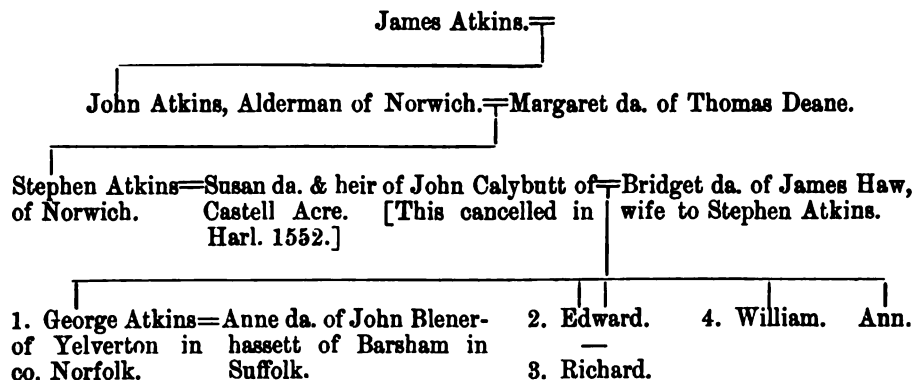 James Atkins.
John Atkins, Alderman of Norwich. Margaret da. of Thomas Deane.
Stephen Atkins=Susan da. & heir of John Calybutt of Bridget da. of James Haw,
of Norwich. Castell Acre. [This cancelled in wife to Stephen Atkins.
Harl. 1552.]
1. George Atkins=Anne da. of John Blener- 2. Edward. 4. William. Ann.
of Yelverton in hassett of Barsham in
co. Norfolk. Suffolk. 3. Richard.